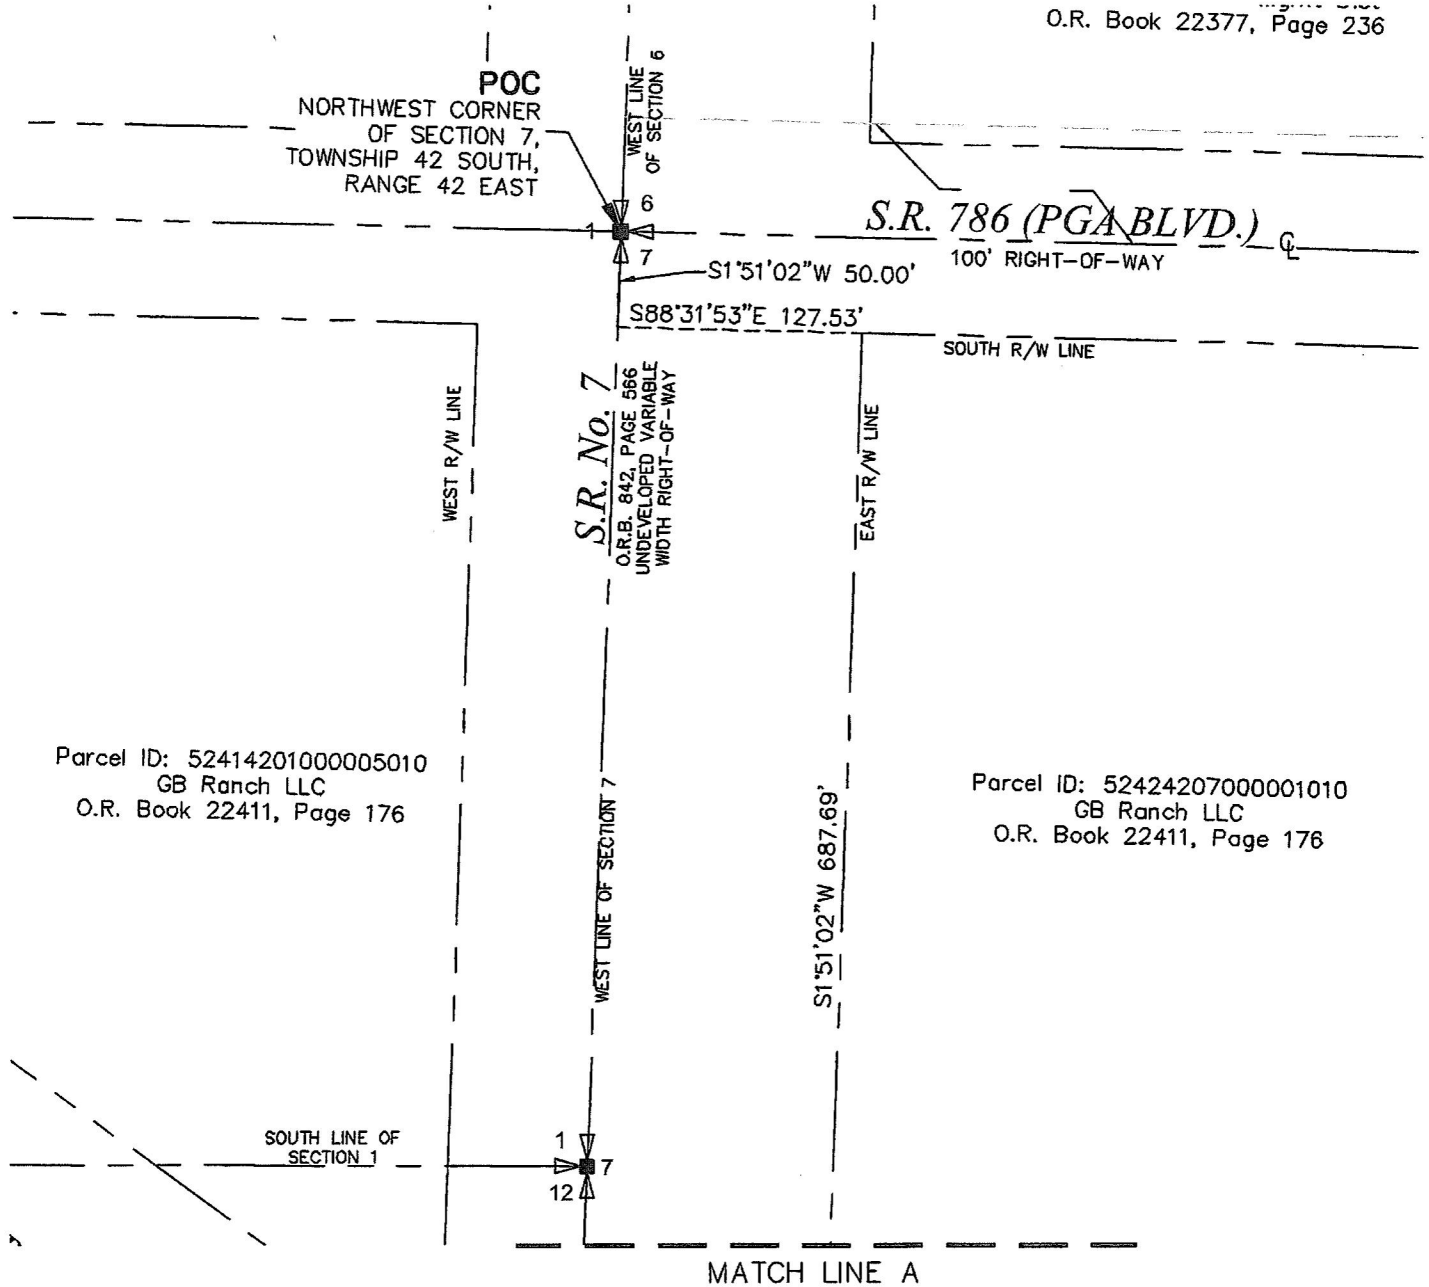 O.R. Book 22377, Page 236
POC
NORTHWEST CORNER
OF SECTION 7,
TOWNSHIP 42 SOUTH,
RANGE 42 EAST
WEST LINE
OF SECTION 6
6
1
7
S.R. 786 (PGA BLVD.) ℄
100' RIGHT-OF-WAY
S1°51'02"W 50.00'
S88°31'53"E 127.53'
SOUTH R/W LINE
WEST R/W LINE
S.R. No. 7
O.R.B. 842, PAGE 566
UNDEVELOPED VARIABLE
WIDTH RIGHT-OF-WAY
EAST R/W LINE
Parcel ID: 52414201000005010
GB Ranch LLC
O.R. Book 22411, Page 176
WEST LINE OF SECTION 7
S1°51'02"W 687.69'
Parcel ID: 52424207000001010
GB Ranch LLC
O.R. Book 22411, Page 176
SOUTH LINE OF
SECTION 1
1
7
12
MATCH LINE A